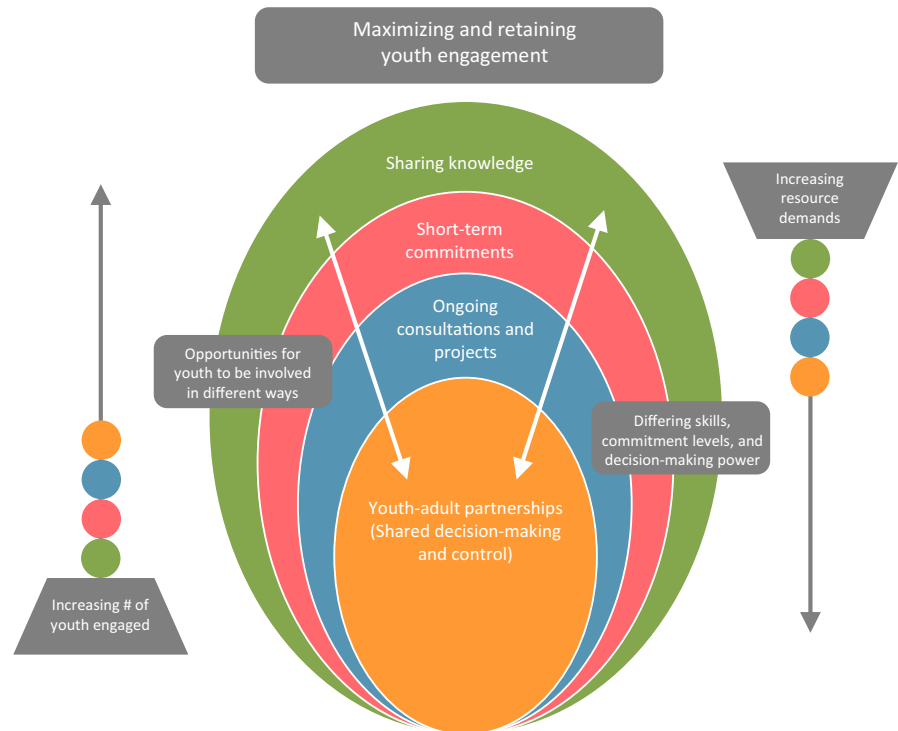 Maximizing and retaining
youth engagement
Sharing knowledge
Increasing
resource
demands
Short-term
commitments
Ongoing
consultations and
projects
Opportunities for
youth to be involved
in different ways
Differing skills,
commitment levels, and
decision-making power
Youth-adult partnerships
(Shared decision-making
and control)
Increasing # of
youth engaged